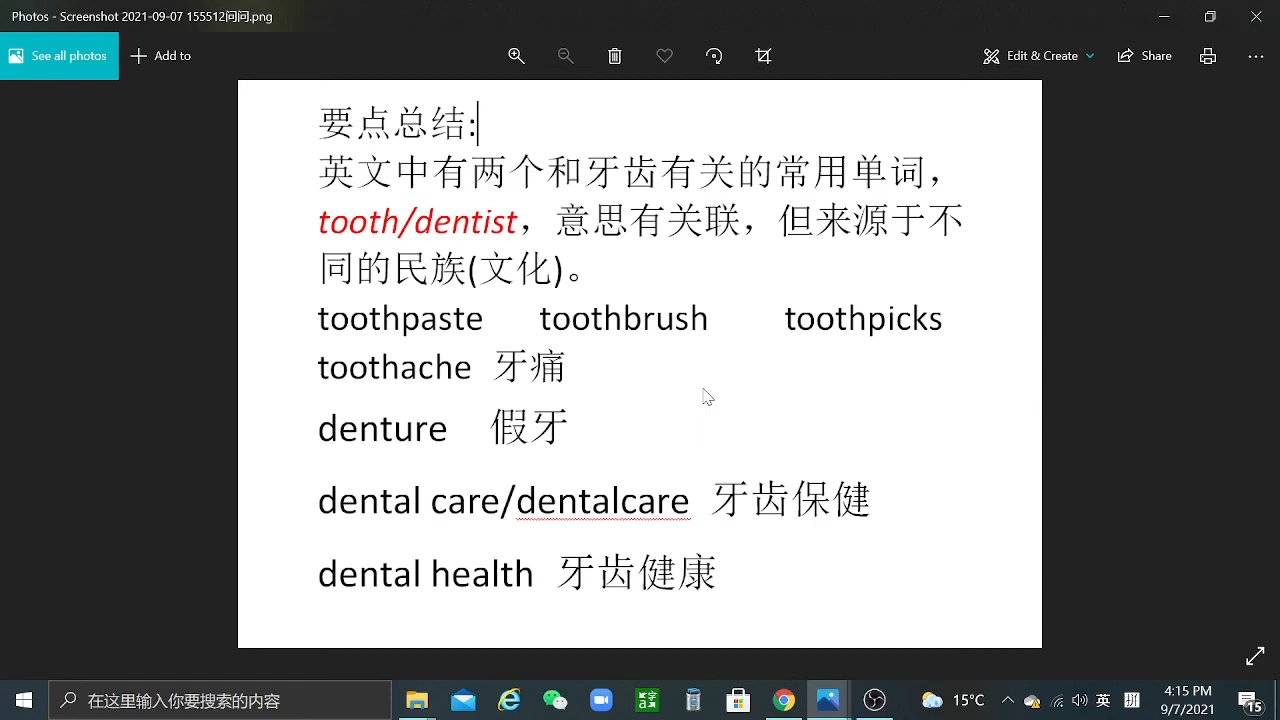 Photos - Screenshot 2021-09-07 155512问问.png
See all photos
Add to
Edit & Create
Share
要点总结:
英文中有两个和牙齿有关的常用单词，
tooth/dentist，意思有关联，但来源于不
同的民族(文化)。
toothpaste toothbrush toothpicks
toothache 牙痛
denture 假牙
dental care/dentalcare 牙齿保健
dental health 牙齿健康
在这里输入你要搜索的内容
译字
15°C
英
拼
4:15 PM
9/7/2021
15